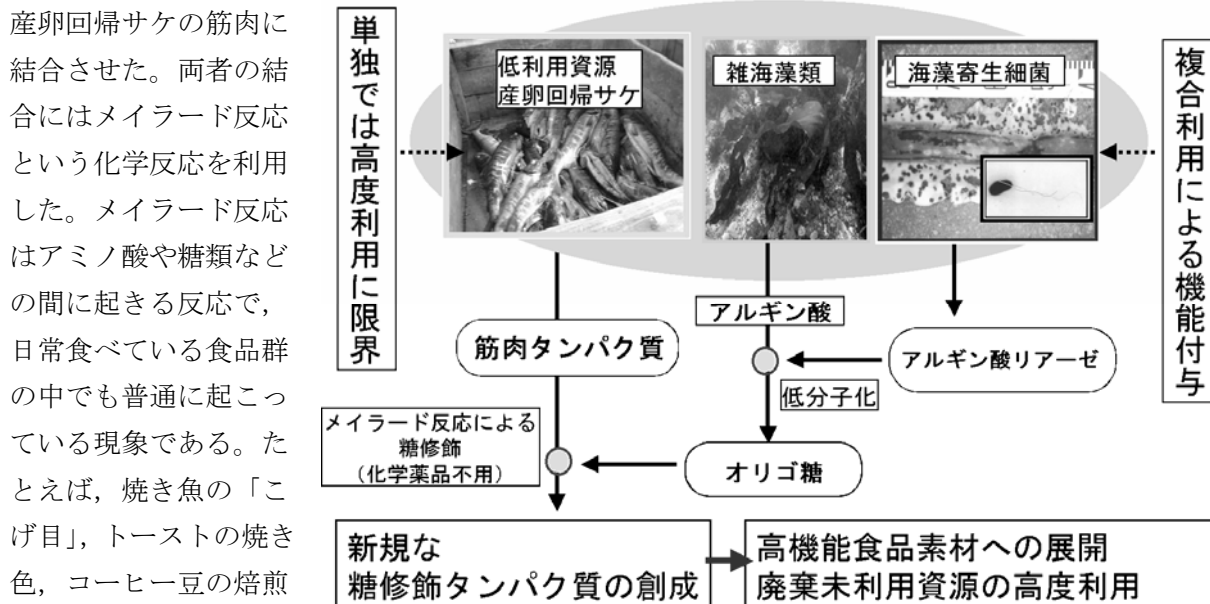 産卵回帰サケの筋肉に
結合させた。両者の結
合にはメイラード反応
という化学反応を利用
した。メイラード反応
はアミノ酸や糖類など
の間に起きる反応で，
日常食べている食品群
の中でも普通に起こっ
ている現象である。た
とえば，焼き魚の「こ
げ目」，トーストの焼き
色，コーヒー豆の焙煎
単独では高度利用に限界
低利用資源
産卵回帰サケ
雑海藻類
海藻寄生細菌
複合利用による機能付与
アルギン酸
筋肉タンパク質
アルギン酸リアーゼ
低分子化
メイラード反応による
糖修飾
（化学薬品不用）
オリゴ糖
新規な
糖修飾タンパク質の創成
高機能食品素材への展開
廃棄未利用資源の高度利用